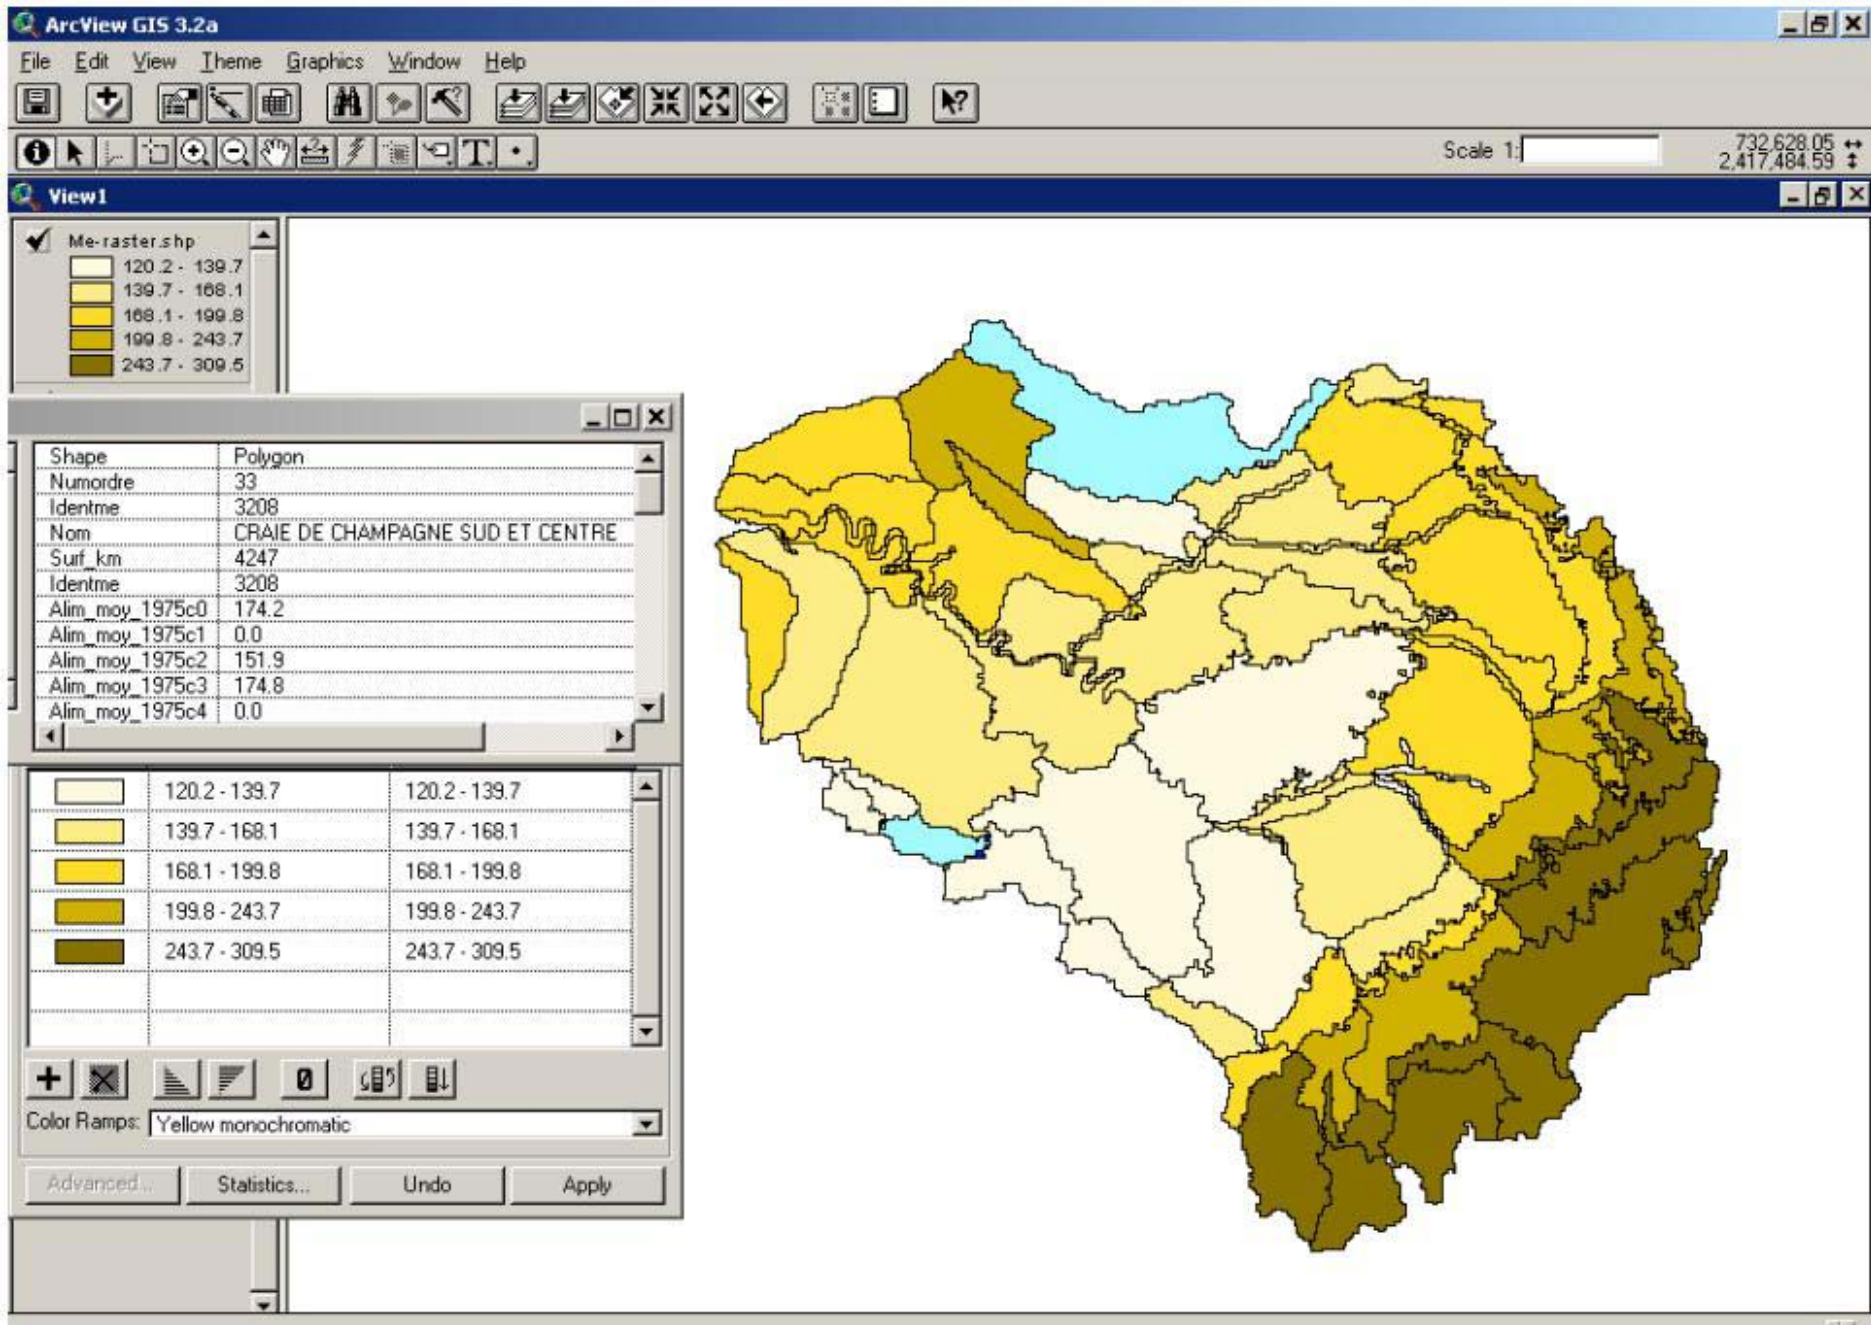 ArcView GIS 3.2a
File Edit View Theme Graphics Window Help
Scale 1:
732,628.05
2,417,484.59
View1
Me-raster.shp
120.2 - 139.7
139.7 - 168.1
168.1 - 199.8
199.8 - 243.7
243.7 - 309.5
Shape Polygon
Numordre 33
Identme 3208
Nom CRAIE DE CHAMPAGNE SUD ET CENTRE
Surf_km 4247
Identme 3208
Alim_moy_1975c0 174.2
Alim_moy_1975c1 0.0
Alim_moy_1975c2 151.9
Alim_moy_1975c3 174.8
Alim_moy_1975c4 0.0
120.2 - 139.7 120.2 - 139.7
139.7 - 168.1 139.7 - 168.1
168.1 - 199.8 168.1 - 199.8
199.8 - 243.7 199.8 - 243.7
243.7 - 309.5 243.7 - 309.5
Color Ramps: Yellow monochromatic
Advanced... Statistics... Undo Apply